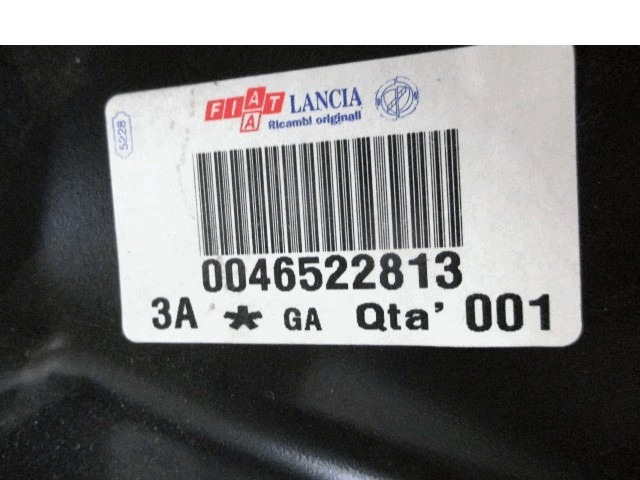 FIAT LANCIA
Ricambi originali
5228
0046522813
3A * GA Qta' 001